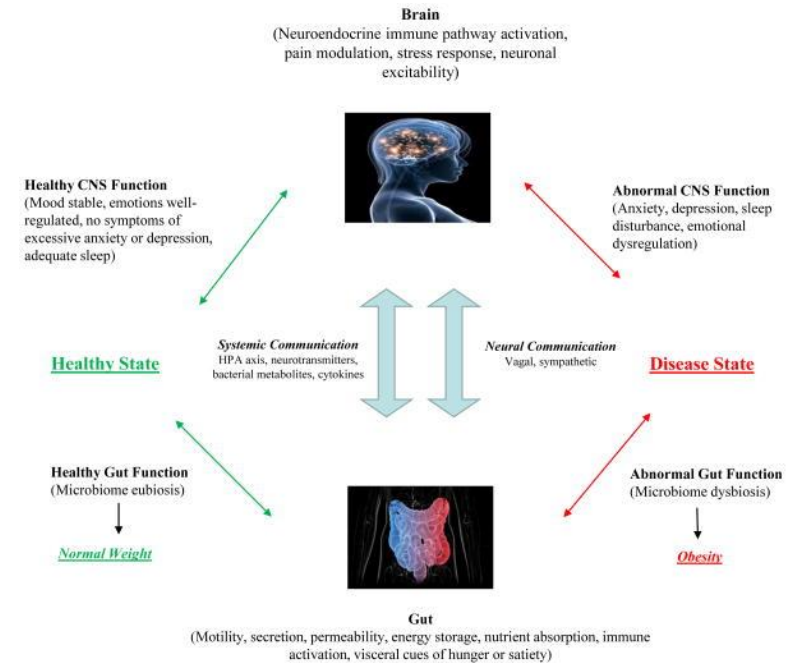 Brain
(Neuroendocrine immune pathway activation,
pain modulation, stress response, neuronal
excitability)
Healthy CNS Function
(Mood stable, emotions well-
regulated, no symptoms of
excessive anxiety or depression,
adequate sleep)
Abnormal CNS Function
(Anxiety, depression, sleep
disturbance, emotional
dysregulation)
Systemic Communication
HPA axis, neurotransmitters,
bacterial metabolites, cytokines
Neural Communication
Vagal, sympathetic
Healthy State
Disease State
Healthy Gut Function
(Microbiome eubiosis)
Normal Weight
Abnormal Gut Function
(Microbiome dysbiosis)
Obesity
Gut
(Motility, secretion, permeability, energy storage, nutrient absorption, immune
activation, visceral cues of hunger or satiety)